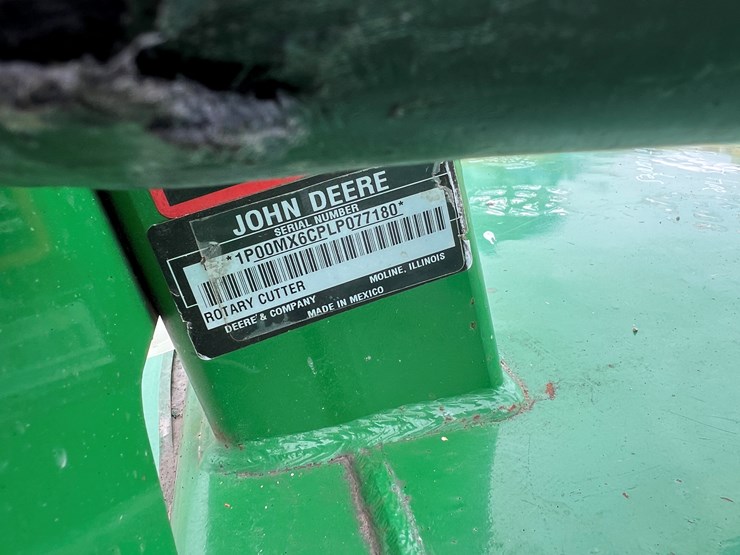 JOHN DEERE
SERIAL NUMBER
*1P00MX6CPLP077180*
ROTARY CUTTER
DEERE & COMPANY MOLINE, ILLINOIS
MADE IN MEXICO